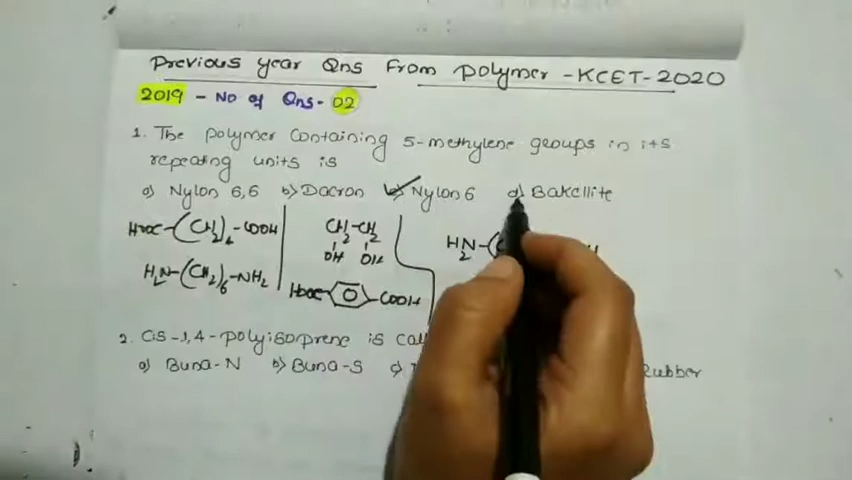 Previous year Qns From polymer - KCET-2020
2019 - No of Qns - 02
1. The polymer containing 5-methylene groups in its
repeating units is
a) Nylon 6,6 b) Dacron c) Nylon 6 d) Bakellite
HOOC-(CH2)4-COOH
CH2-CH2
OH OH
H2N-(
H2N-(CH2)6-NH2
HOOC- -COOH
2. Cis-1,4-polyisoprene is
a) Buna-N b) Buna-S c) Rubber